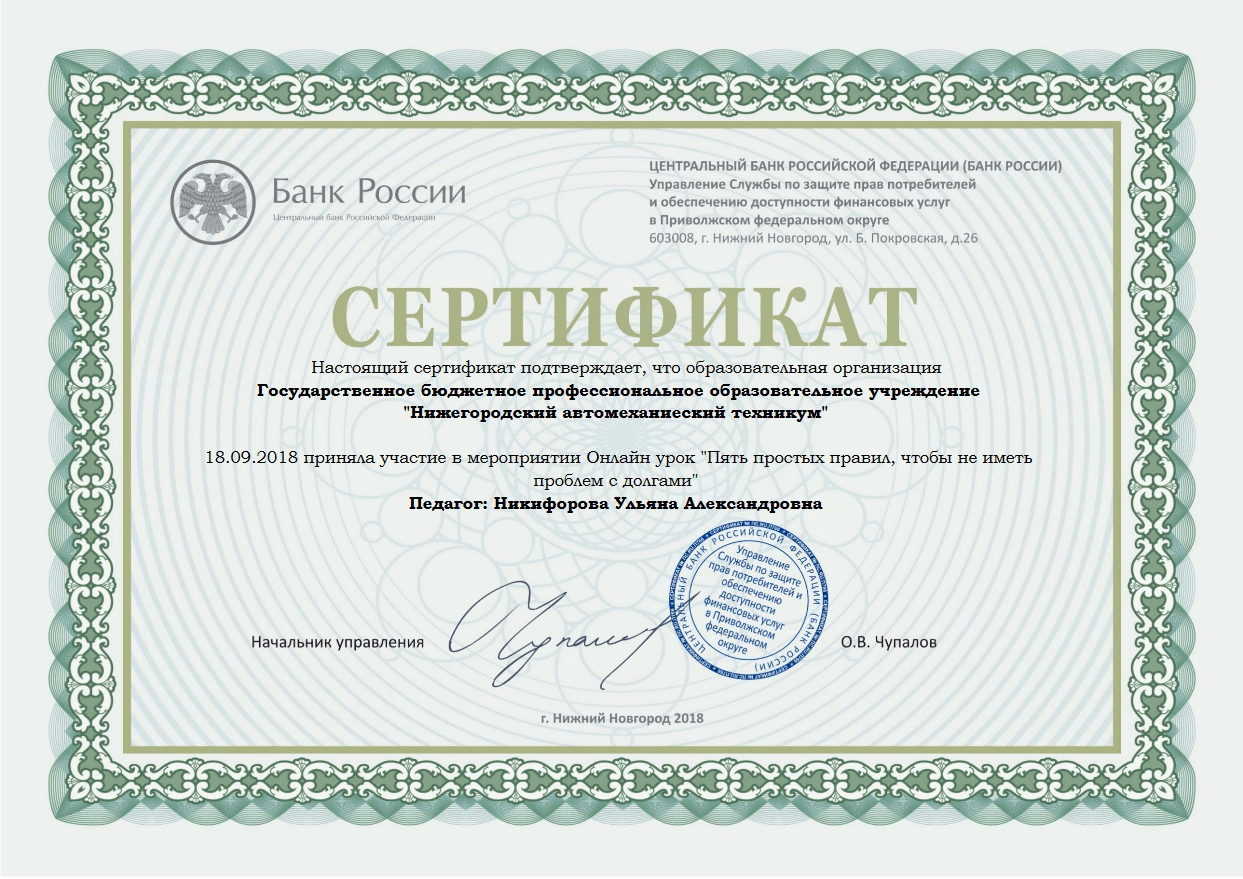 Банк России
Центральный банк Российской Федерации
ЦЕНТРАЛЬНЫЙ БАНК РОССИЙСКОЙ ФЕДЕРАЦИИ (БАНК РОССИИ)
Управление Службы по защите прав потребителей
и обеспечению доступности финансовых услуг
в Приволжском федеральном округе
603008, г. Нижний Новгород, ул. Б. Покровская, д.26
СЕРТИФИКАТ
Настоящий сертификат подтверждает, что образовательная организация
Государственное бюджетное профессиональное образовательное учреждение
"Нижегородский автомеханиеский техникум"
18.09.2018 приняла участие в мероприятии Онлайн урок "Пять простых правил, чтобы не иметь
проблем с долгами"
Педагог: Никифорова Ульяна Александровна
ЦЕНТРАЛЬНЫЙ БАНК РОССИЙСКОЙ ФЕДЕРАЦИИ (БАНК РОССИИ)
Управление
Службы по защите
прав потребителей и
обеспечению
доступности
финансовых услуг
в Приволжском
федеральном
округе
Начальник управления
О.В. Чупалов
г. Нижний Новгород 2018